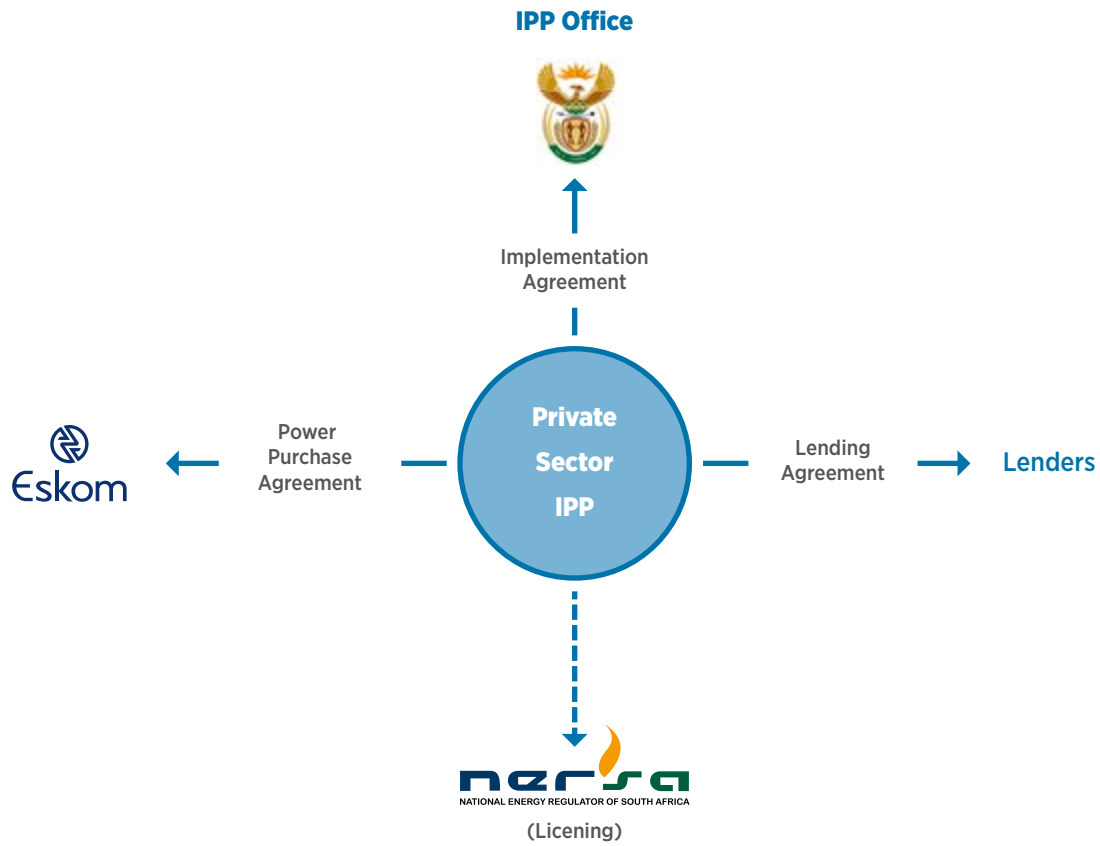 IPP Office
Implementation
Agreement
Private
Sector
IPP
Power
Purchase
Agreement
Eskom
Lending
Agreement
Lenders
nersa
NATIONAL ENERGY REGULATOR OF SOUTH AFRICA
(Licening)